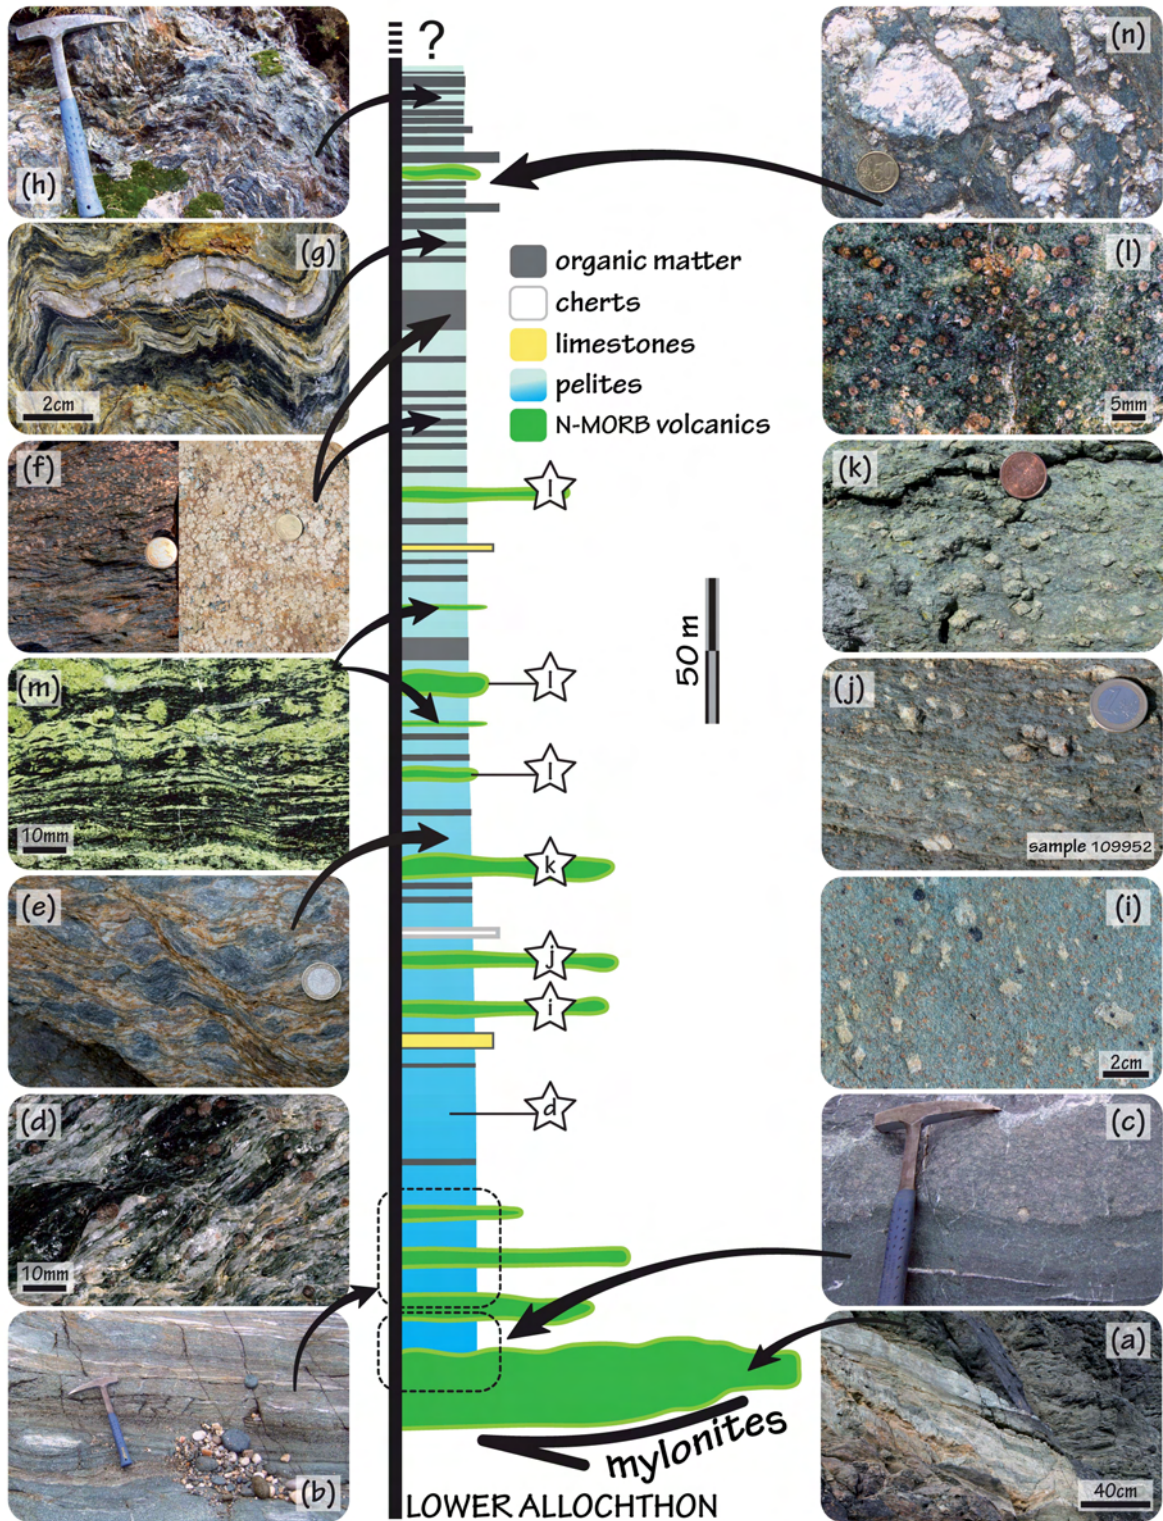 (h)
?
(n)
(g)
2cm
organic matter
cherts
limestones
pelites
N-MORB volcanics
(l)
5mm
(f)
l
(k)
50 m
(m)
10mm
l
l
(j)
sample 109952
k
(e)
j
i
(i)
2cm
(d)
10mm
d
(c)
(b)
(a)
40cm
mylonites
LOWER ALLOCHTHON